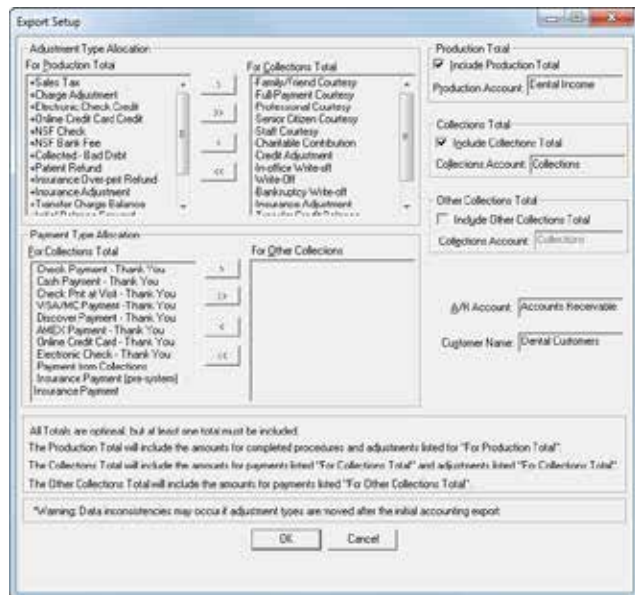 Export Setup
Adjustment Type Allocation
For Production Total
+Sales Tax
+Charge Adjustment
+Electronic Check Credit
+Online Credit Card Credit
+NSF Check
+NSF Bank Fee
+Collected - Bad Debt
+Patient Refund
+Insurance Over-pmt Refund
+Insurance Adjustment
+Transfer Charge Balance
>
>>
<
<<
For Collections Total
-Family/Friend Courtesy
-Full-Payment Courtesy
-Professional Courtesy
-Senior Citizen Courtesy
-Staff Courtesy
-Charitable Contribution
-Credit Adjustment
-In-office Write-off
-Write-Off
-Bankruptcy Write-off
-Insurance Adjustment
Payment Type Allocation
For Collections Total
Check Payment - Thank You
Cash Payment - Thank You
Check Pmt at Visit - Thank You
VISA/MC Payment - Thank You
Discover Payment - Thank You
AMEX Payment - Thank You
Online Credit Card - Thank You
Electronic Check - Thank You
Payment from Collections
Insurance Payment (pre-system)
Insurance Payment
>
>>
<
<<
For Other Collections
Production Total
Include Production Total
Production Account: Dental Income
Collections Total
Include Collections Total
Collections Account: Collections
Other Collections Total
Include Other Collections Total
Collections Account: Collections
A/R Account: Accounts Receivable
Customer Name: Dental Customers
All Totals are optional, but at least one total must be included.
The Production Total will include the amounts for completed procedures and adjustments listed for "For Production Total".
The Collections Total will include the amounts for payments listed "For Collections Total" and adjustments listed "For Collections Total".
The Other Collections Total will include the amounts for payments listed "For Other Collections Total".
*Warning: Data inconsistencies may occur if adjustment types are moved after the initial accounting export.
OK
Cancel